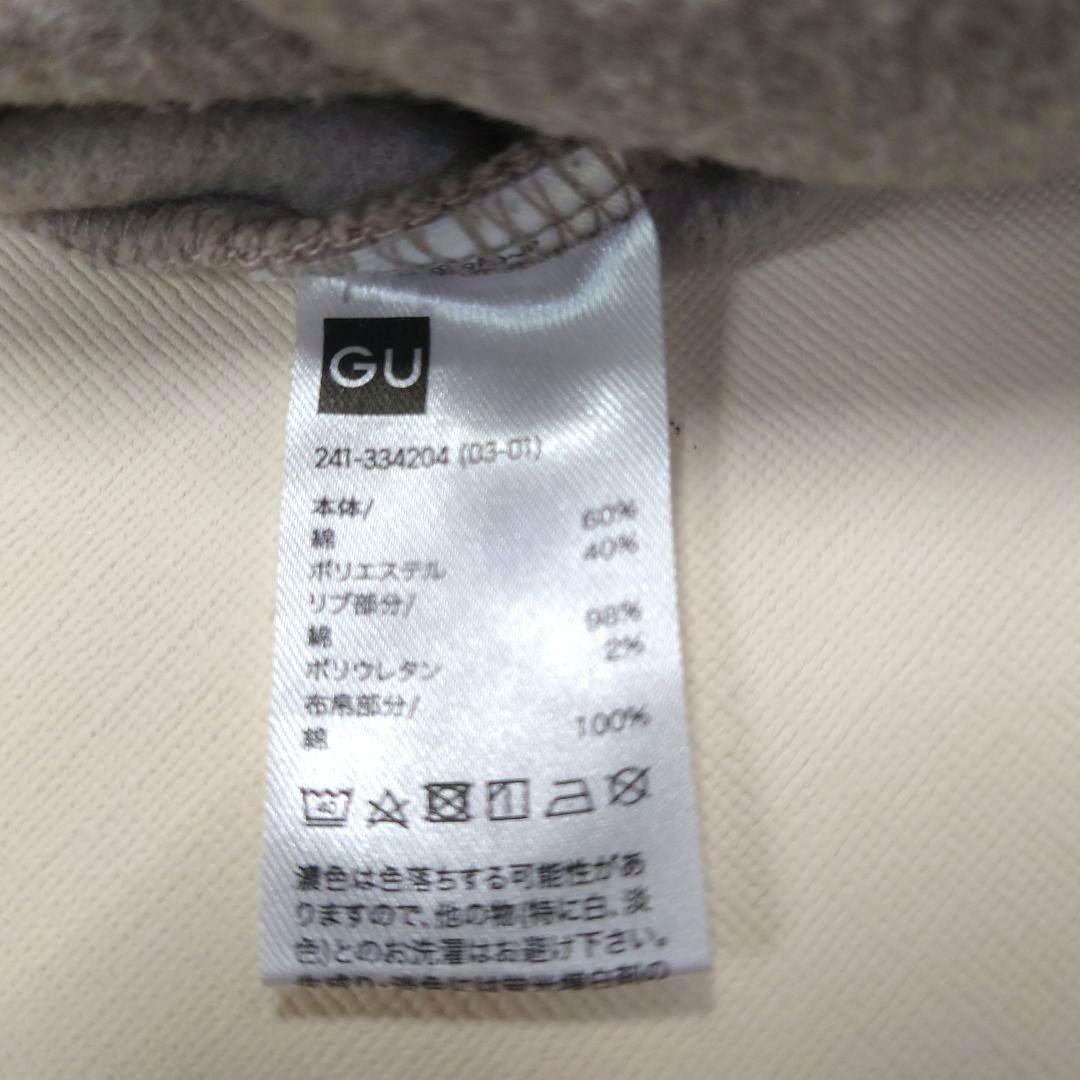 GU
241-334204 (03-01)
本体/
綿 60%
ポリエステル 40%
リブ部分/
綿 98%
ポリウレタン 2%
布帛部分/
綿 100%
40
濃色は色落ちする可能性があ
りますので、他の物(特に白、淡
色)とのお洗濯はお避け下さい。